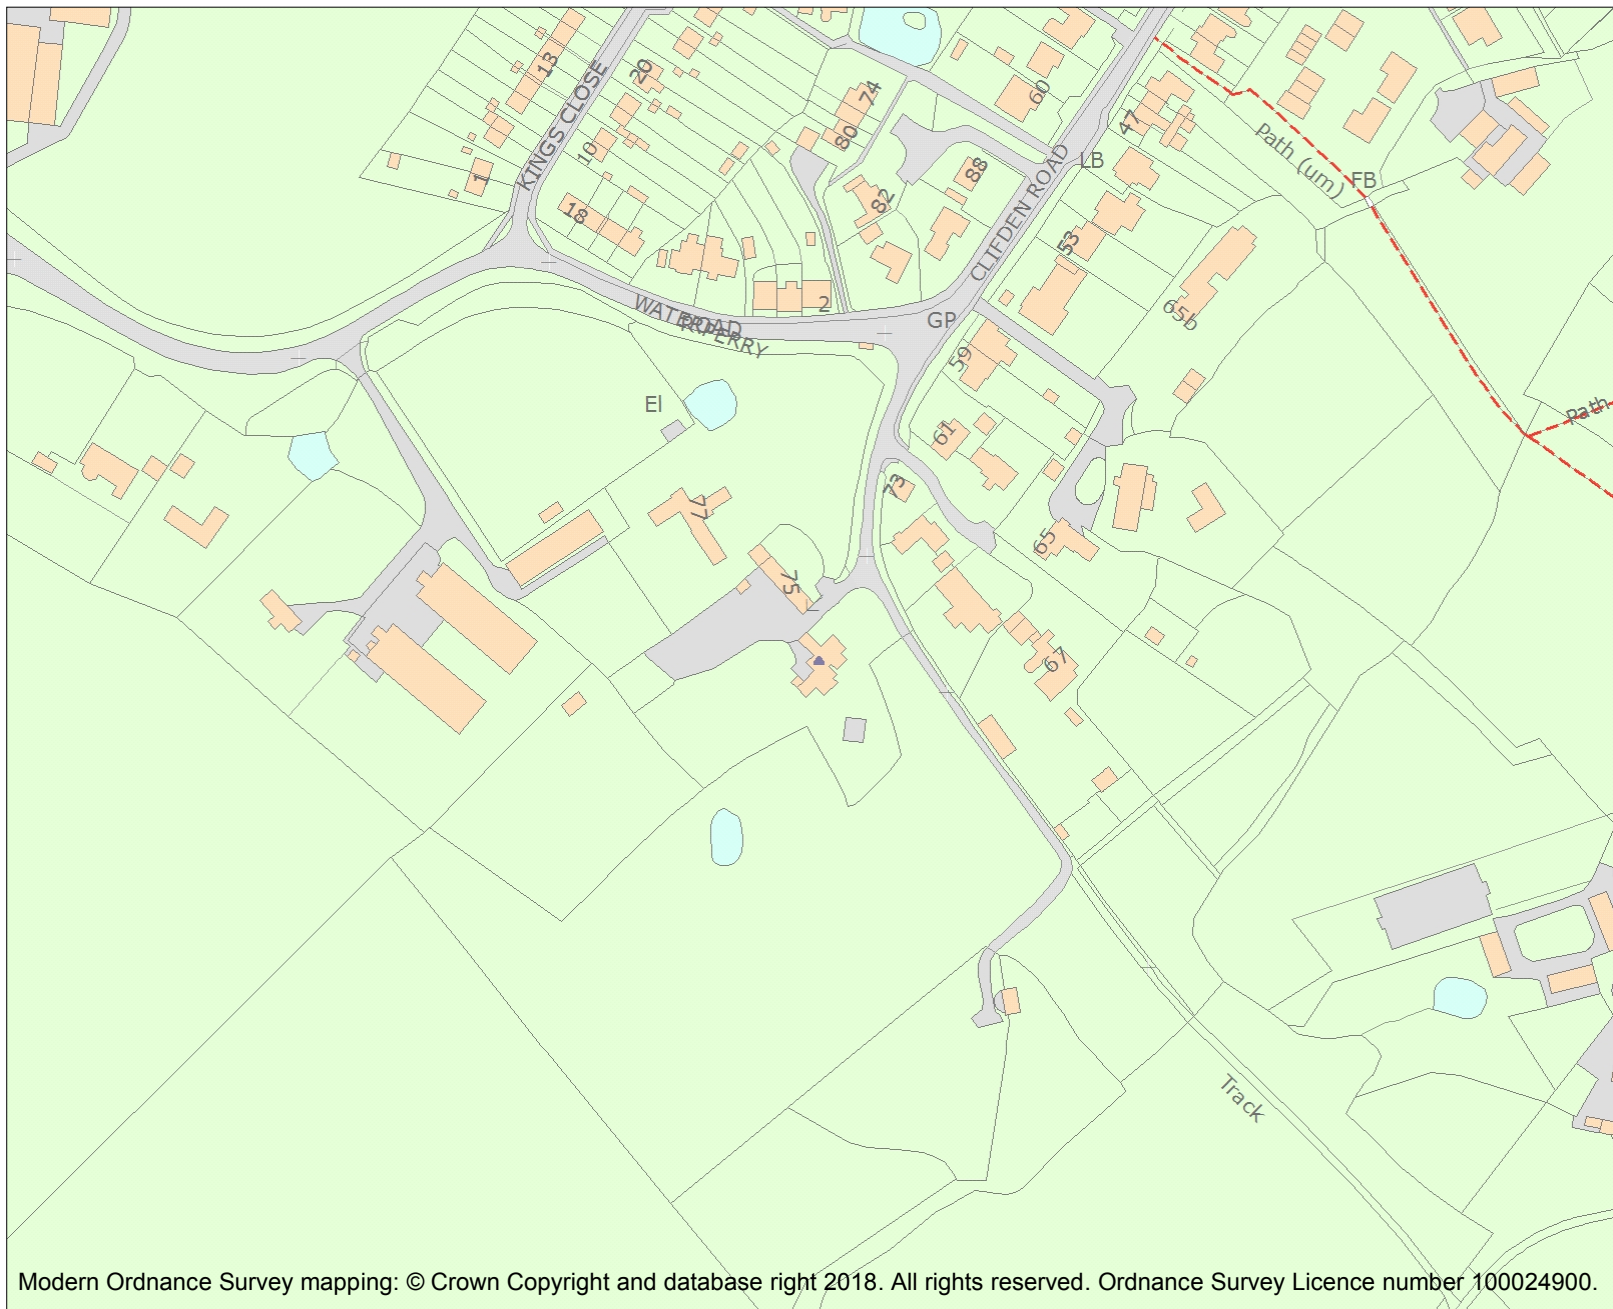 13
20
KINGS CLOSE
74
60
80
47
10
1
18
82
88
LB
Path (um)
FB
CLIFDEN ROAD
53
65b
2
WATERPERRY
ROAD
GP
59
El
61
Path
73
77
65
75
67
Track
Modern Ordnance Survey mapping: © Crown Copyright and database right 2018. All rights reserved. Ordnance Survey Licence number 100024900.